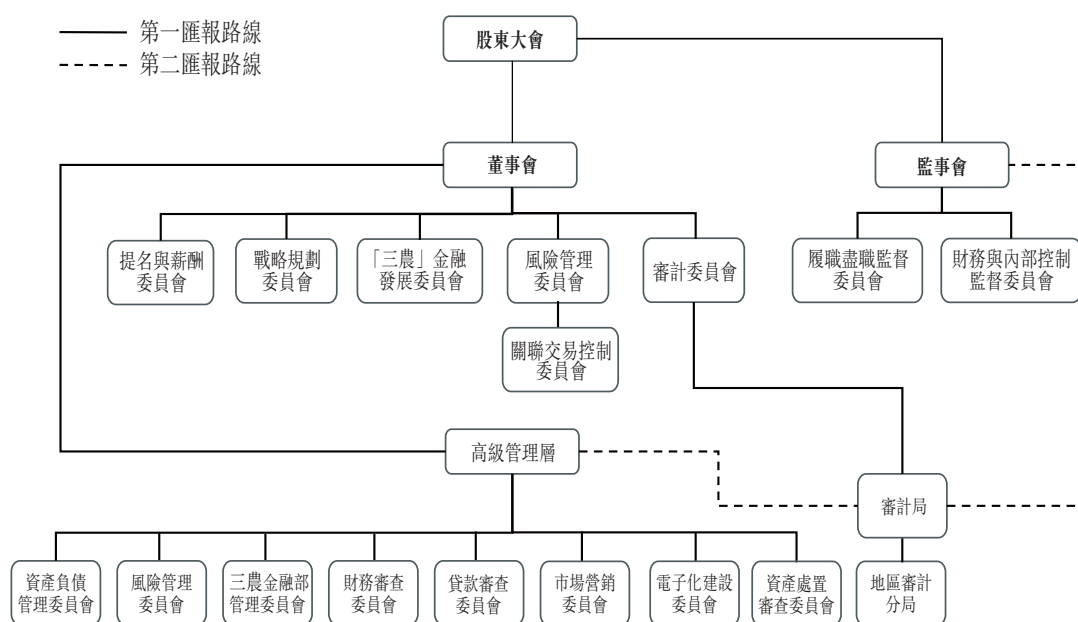 第一匯報路線
第二匯報路線
股東大會
董事會
監事會
提名與薪酬
委員會
戰略規劃
委員會
「三農」金融
發展委員會
風險管理
委員會
審計委員會
履職盡職監督
委員會
財務與內部控制
監督委員會
關聯交易控制
委員會
高級管理層
審計局
資產負債
管理委員會
風險管理
委員會
三農金融部
管理委員會
財務審查
委員會
貸款審查
委員會
市場營銷
委員會
電子化建設
委員會
資產處置
審查委員會
地區審計
分局